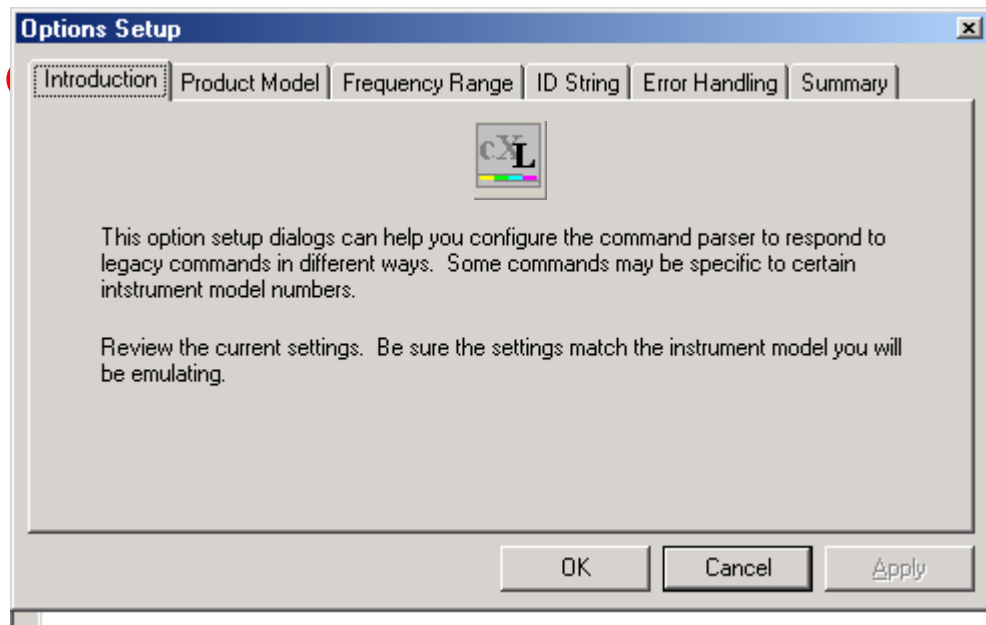 Options Setup
Introduction Product Model Frequency Range ID String Error Handling Summary
cXL
This option setup dialogs can help you configure the command parser to respond to
legacy commands in different ways. Some commands may be specific to certain
intstrument model numbers.
Review the current settings. Be sure the settings match the instrument model you will
be emulating.
OK Cancel Apply